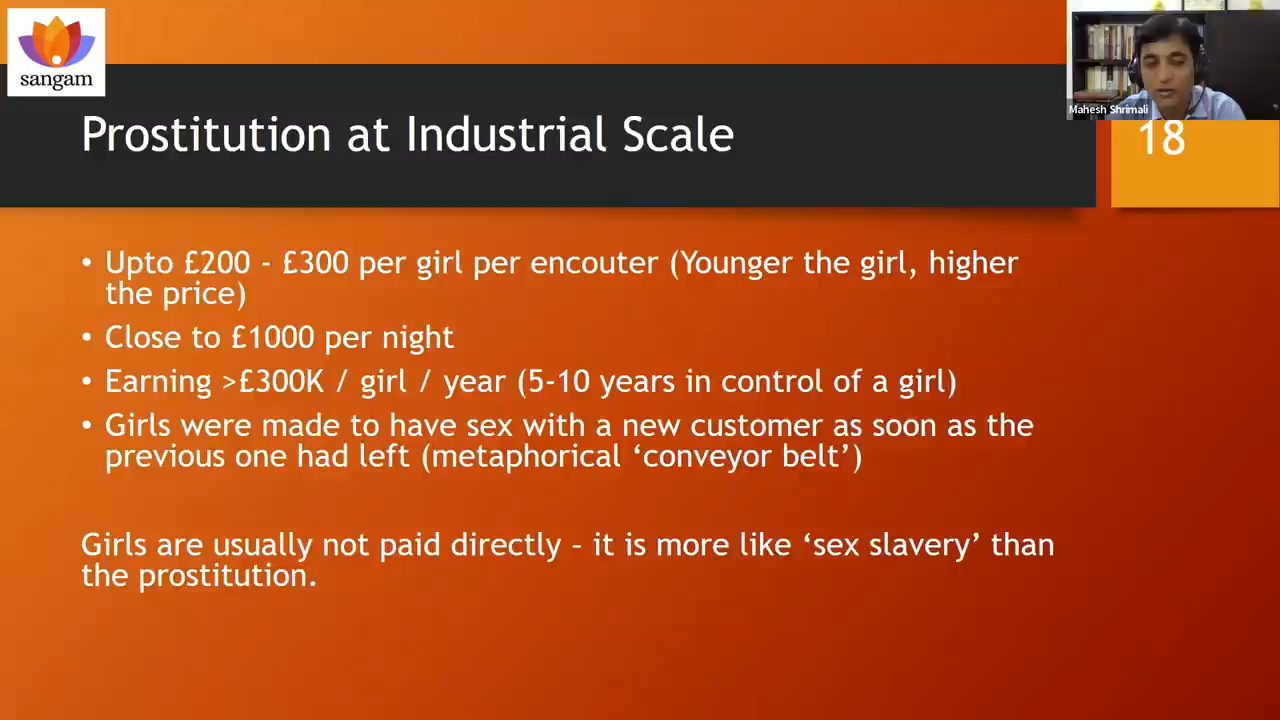 sangam
Mahesh Shrimali
Prostitution at Industrial Scale
18
• Upto £200 - £300 per girl per encouter (Younger the girl, higher
the price)
• Close to £1000 per night
• Earning >£300K / girl / year (5-10 years in control of a girl)
• Girls were made to have sex with a new customer as soon as the
previous one had left (metaphorical ‘conveyor belt’)
Girls are usually not paid directly – it is more like ‘sex slavery’ than
the prostitution.